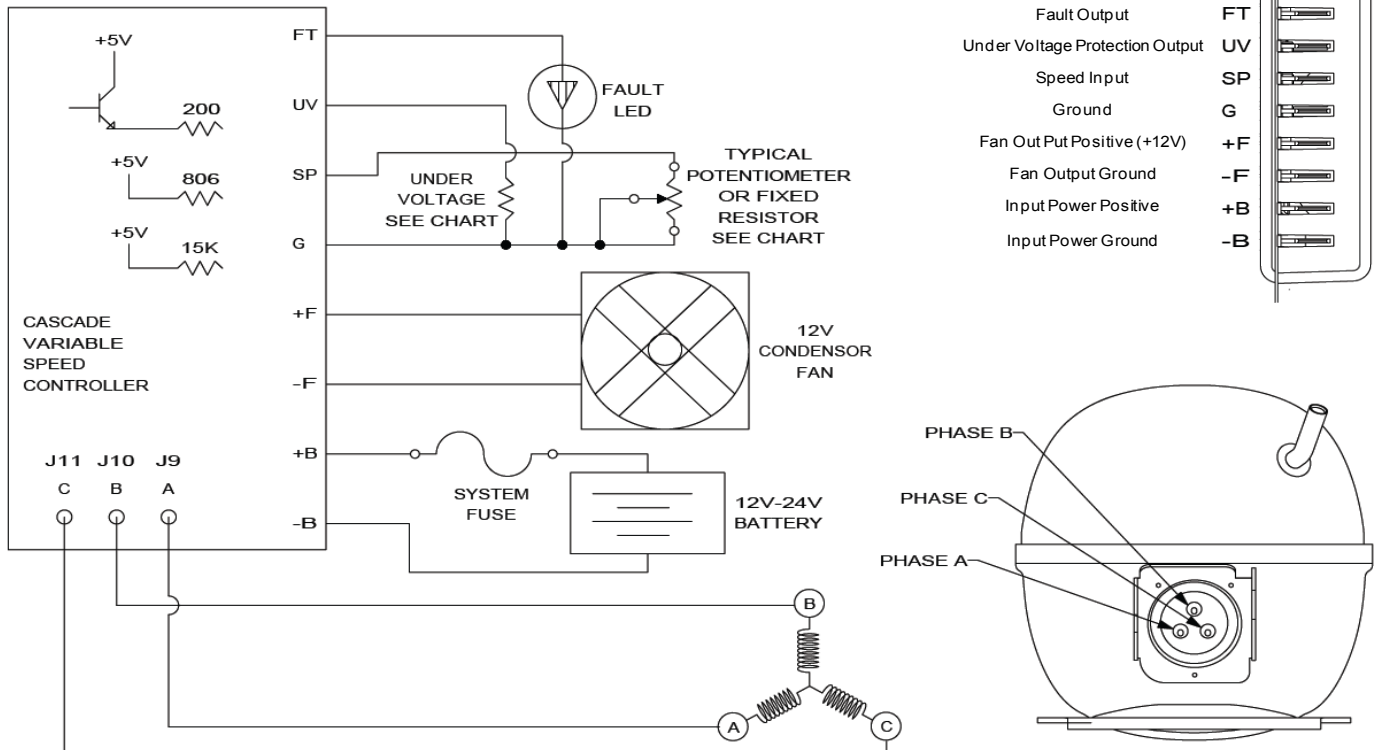 FT
+5V
200
UV
FAULT
LED
+5V
806
SP
UNDER
VOLTAGE
SEE CHART
TYPICAL
POTENTIOMETER
OR FIXED
RESISTOR
SEE CHART
+5V
15K
G
CASCADE
VARIABLE
SPEED
CONTROLLER
+F
-F
12V
CONDENSOR
FAN
+B
-B
SYSTEM
FUSE
12V-24V
BATTERY
J11 J10 J9
C B A
B
A
C
Fault Output FT
Under Voltage Protection Output UV
Speed Input SP
Ground G
Fan Out Put Positive (+12V) +F
Fan Output Ground -F
Input Power Positive +B
Input Power Ground -B
PHASE B
PHASE C
PHASE A